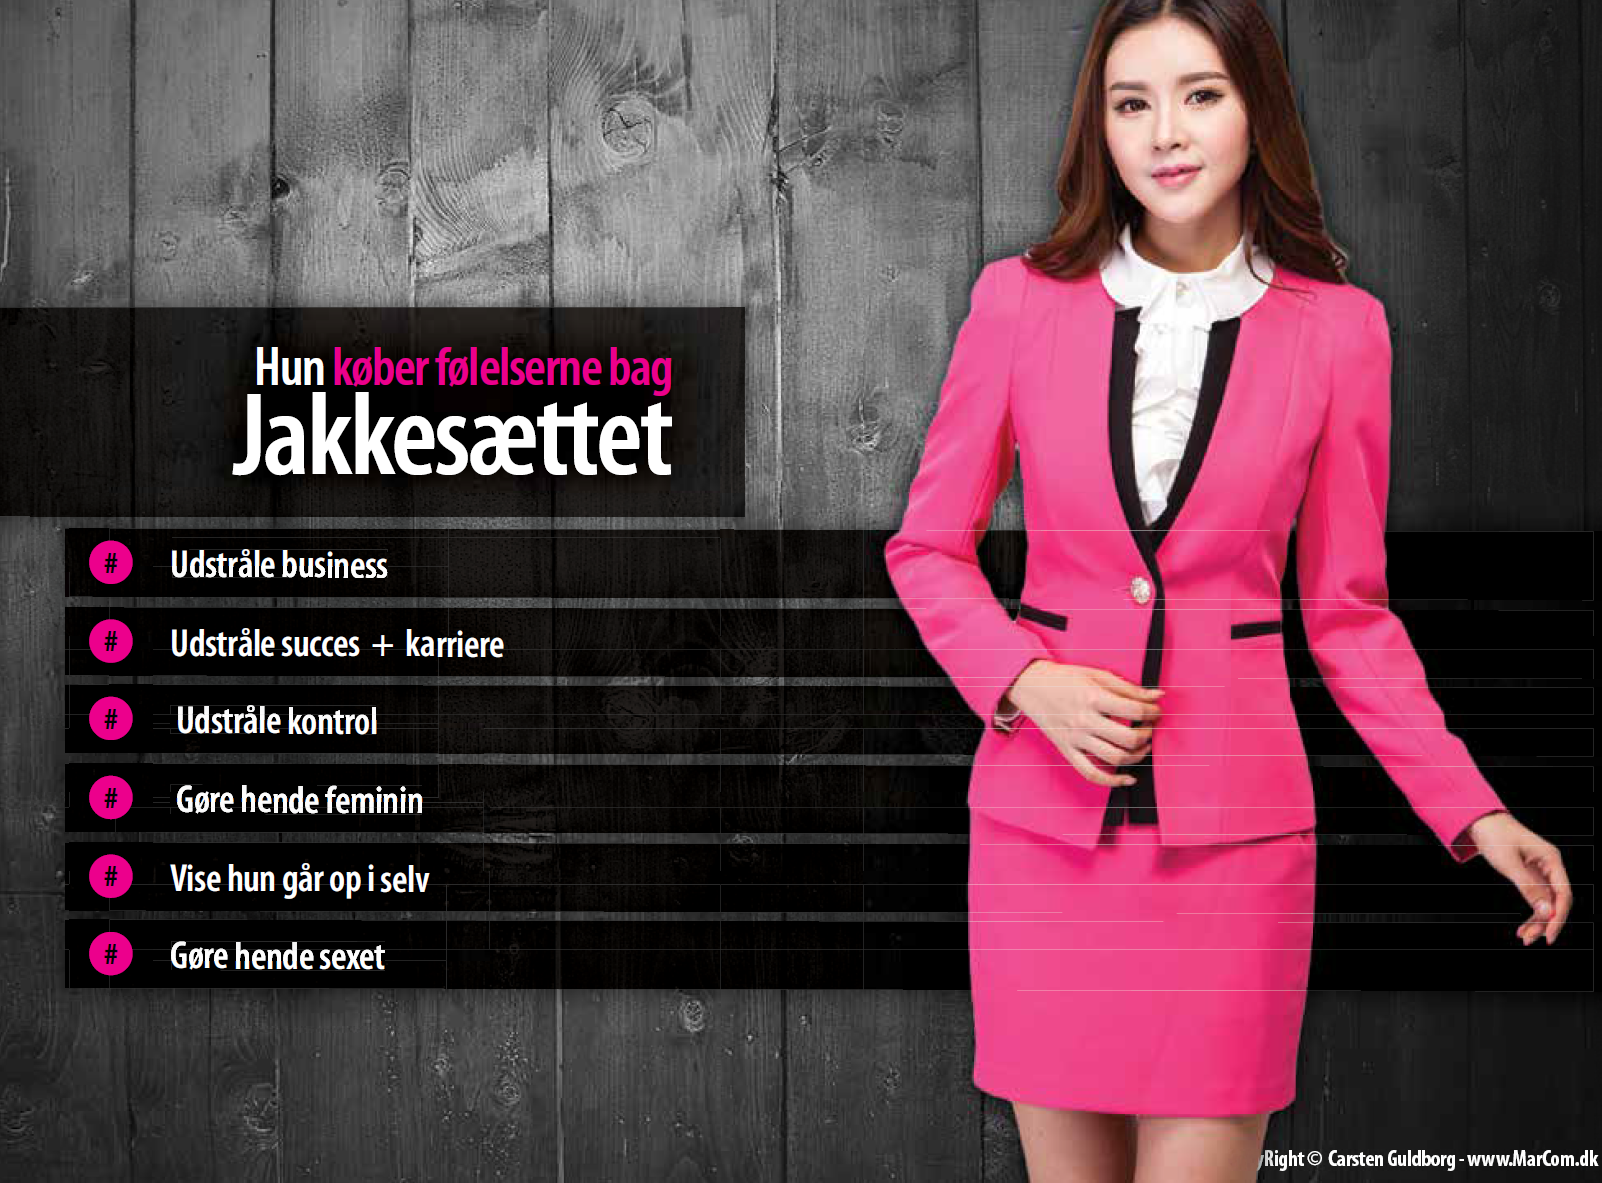 Hun køber følelserne bag
Jakkesættet
# Udstråle business
# Udstråle succes + karriere
# Udstråle kontrol
# Gøre hende feminin
# Vise hun går op i selv
# Gøre hende sexet
yRight © Carsten Guldborg - www.MarCom.dk